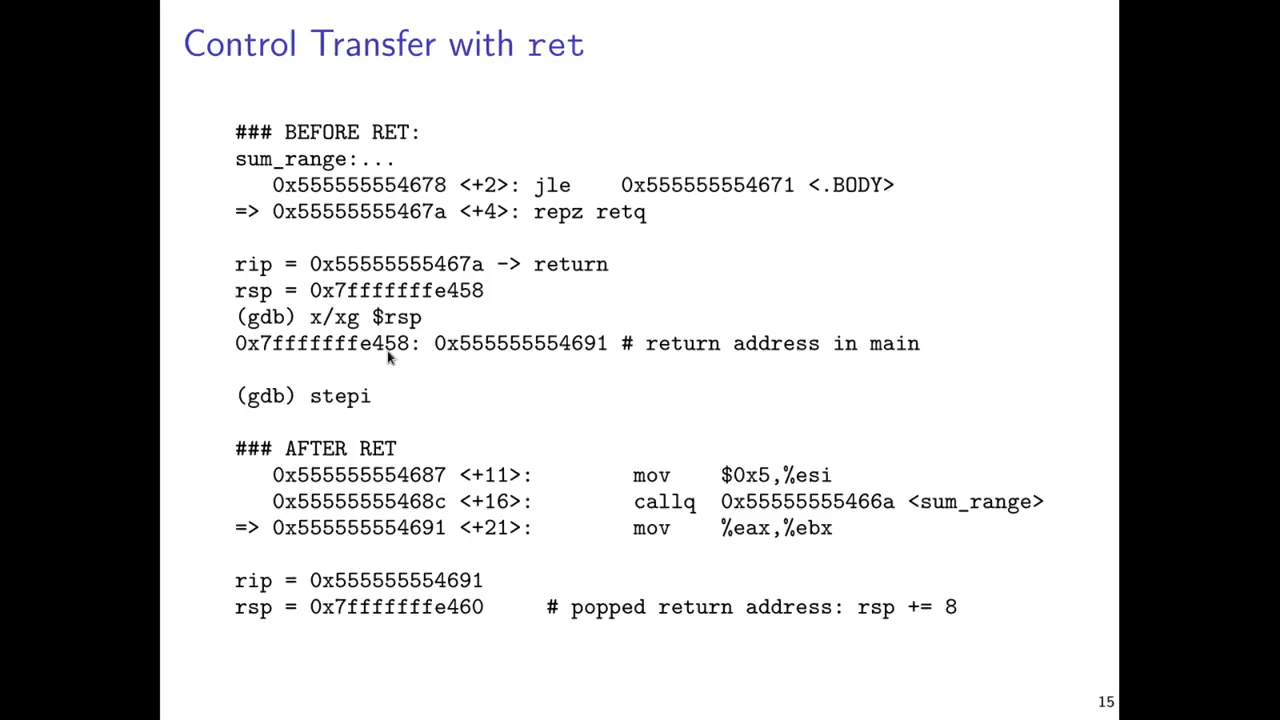 Control Transfer with ret
### BEFORE RET:
sum_range:...
0x555555554678 <+2>: jle 0x555555554671 <.BODY>
=> 0x55555555467a <+4>: repz retq
rip = 0x55555555467a -> return
rsp = 0x7fffffffe458
(gdb) x/xg $rsp
0x7fffffffe458: 0x555555554691 # return address in main
(gdb) stepi
### AFTER RET
0x555555554687 <+11>: mov $0x5,%esi
0x55555555468c <+16>: callq 0x55555555466a <sum_range>
=> 0x555555554691 <+21>: mov %eax,%ebx
rip = 0x555555554691
rsp = 0x7fffffffe460 # popped return address: rsp += 8
15